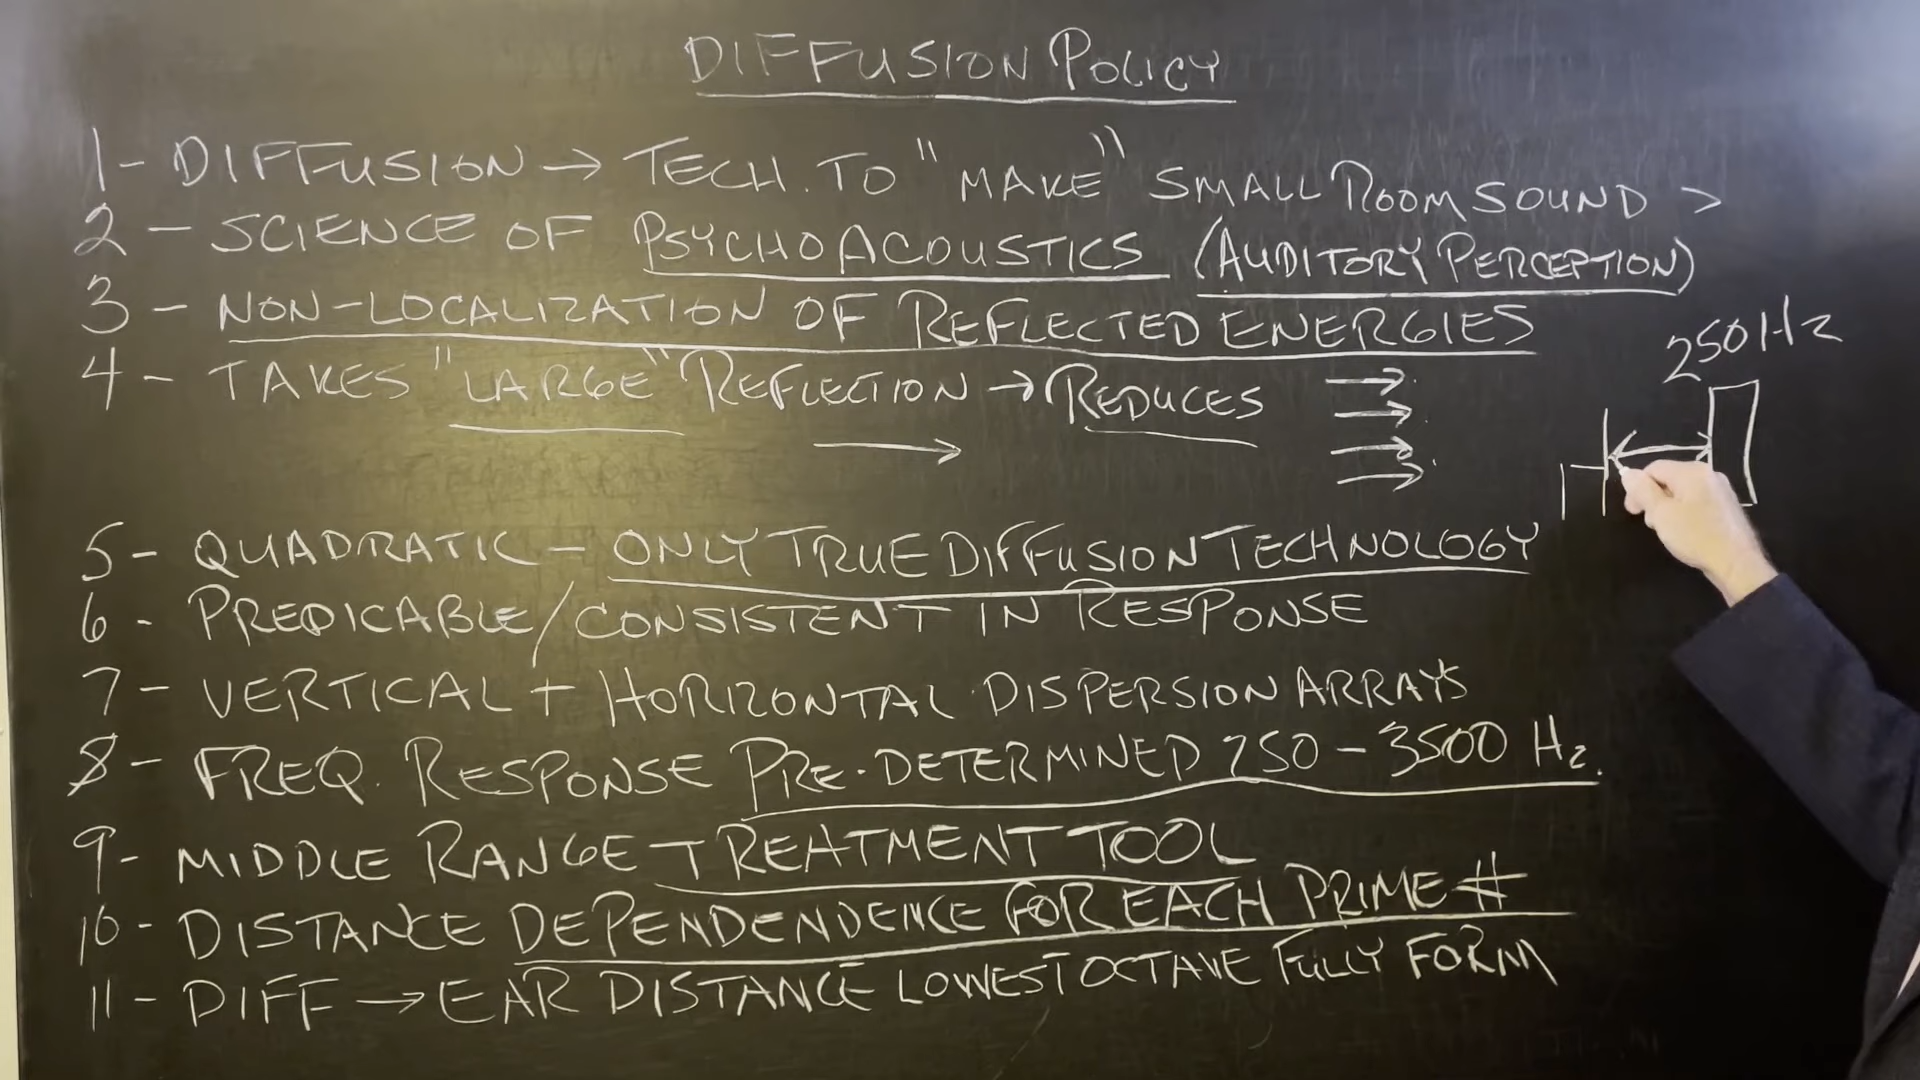 DIFFUSION POLICY
1- DIFFUSION → TECH. TO "MAKE" SMALL ROOM SOUND >
2 - SCIENCE OF PSYCHOACOUSTICS (AUDITORY PERCEPTION)
3 - NON-LOCALIZATION OF REFLECTED ENERGIES
4 - TAKES "LARGE" REFLECTION → REDUCES
250 Hz
5 - QUADRATIC - ONLY TRUE DIFFUSION TECHNOLOGY
6 - PREDICABLE/CONSISTENT IN RESPONSE
7 - VERTICAL + HORIZONTAL DISPERSION ARRAYS
8 - FREQ. RESPONSE PRE-DETERMINED 250 - 3500 Hz.
9 - MIDDLE RANGE TREATMENT TOOL
10 - DISTANCE DEPENDENDENCE FOR EACH PRIME #
11 - DIFF → EAR DISTANCE LOWEST OCTAVE FULLY FORM